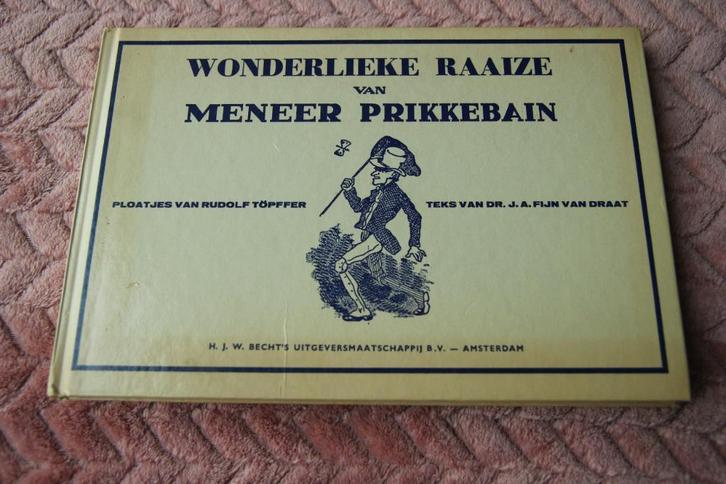 WONDERLIEKE RAAIZE
VAN
MENEER PRIKKEBAIN
PLOATJES VAN RUDOLF TÖPFFER
TEKS VAN DR. J. A. FIJN VAN DRAAT
H. J. W. BECHT'S UITGEVERSMAATSCHAPPIJ B.V. — AMSTERDAM